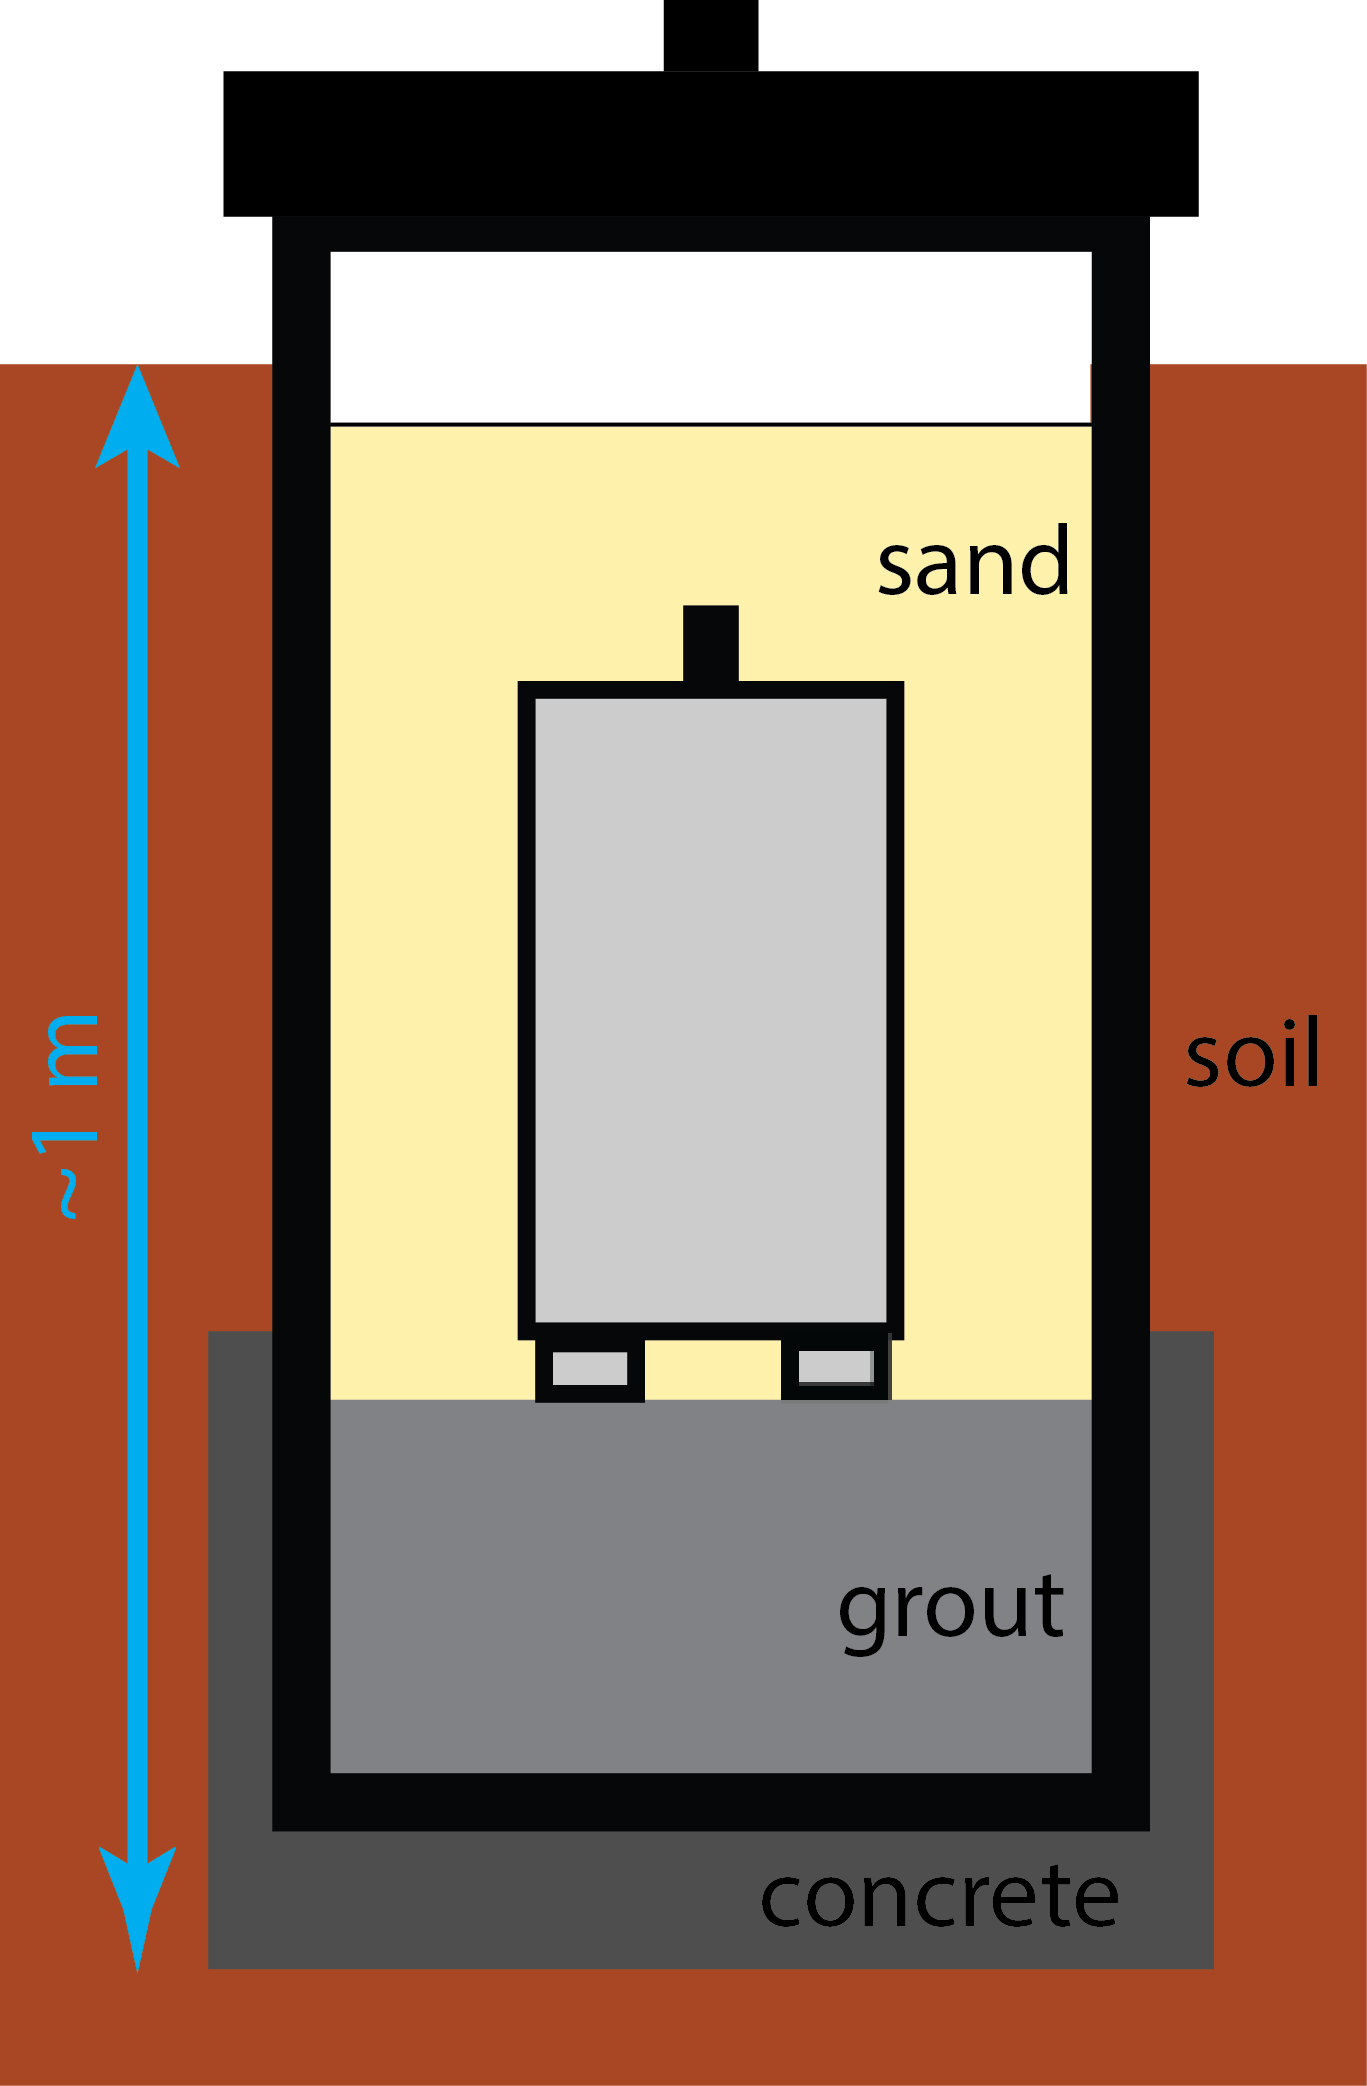 sand
~1 m
soil
grout
concrete